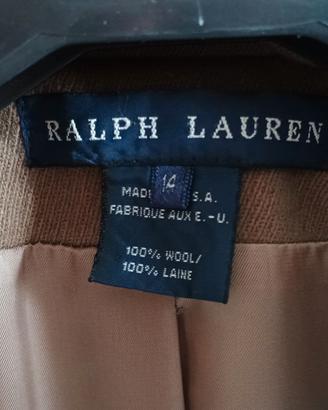 RALPH LAUREN
14
MADE S.A.
FABRIQUE AUX E.-U.
100% WOOL/
100% LAINE